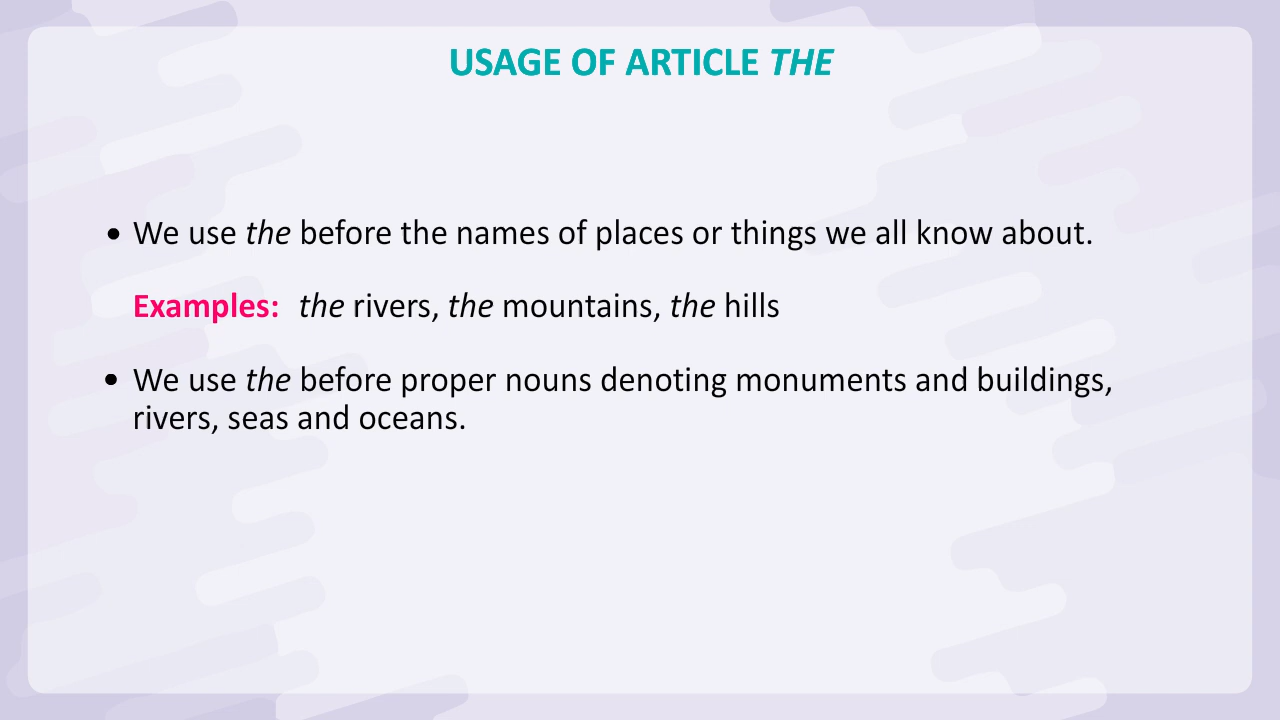 USAGE OF ARTICLE THE
• We use the before the names of places or things we all know about.
Examples: the rivers, the mountains, the hills
• We use the before proper nouns denoting monuments and buildings,
rivers, seas and oceans.